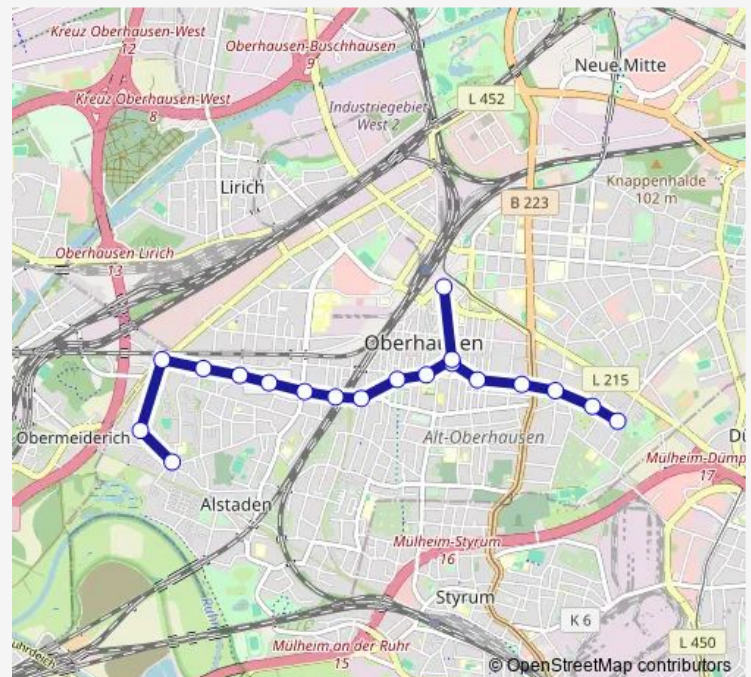 Kreuz Oberhausen-West
12
Oberhausen-Buschhausen
9
Neue Mitte
Kreuz Oberhausen-West
8
Industriegebiet
West 2
L 452
Lirich
Knappenhalde
102 m
B 223
Oberhausen Lirich
13
Oberhausen
L 215
Obermeiderich
Alt-Oberhausen
Mülheim-Dümp
17
Alstaden
Mülheim-Styrum
16
Styrum
K 6
L 450
Mülheim an der Ruhr
15
© OpenStreetMap contributors